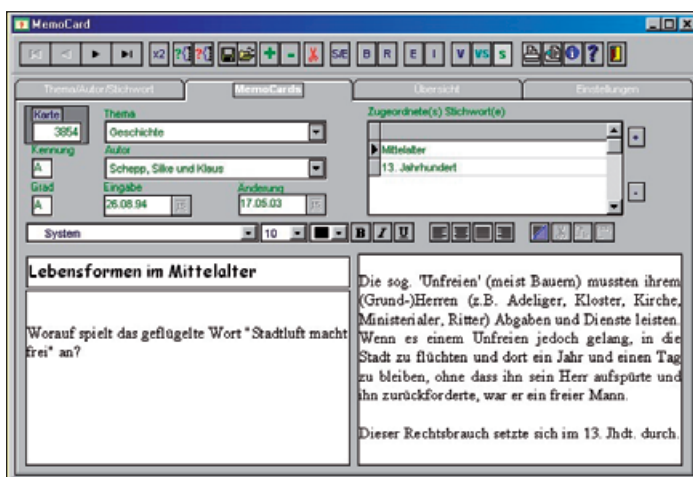 MemoCard
x2 ?{ ?{ SÆ B R E I V VS S ?
Thema/Autor/Stichwort MemoCards Übersicht Einstellungen
Karte Thema Zugeordnete(s) Stichwort(e)
3854 Geschichte
Kennung Autor Mittelalter
A Schepp, Silke und Klaus 13. Jahrhundert
Grad Eingabe Änderung
A 26.08.94 15 17.05.03 15
System 10 B I U
Lebensformen im Mittelalter
Worauf spielt das geflügelte Wort "Stadtluft macht
frei" an?
Die sog. 'Unfreien' (meist Bauern) mussten ihrem
(Grund-)Herren (z.B. Adeliger, Kloster, Kirche,
Ministerialer, Ritter) Abgaben und Dienste leisten.
Wenn es einem Unfreien jedoch gelang, in die
Stadt zu flüchten und dort ein Jahr und einen Tag
zu bleiben, ohne dass ihn sein Herr aufspürte und
ihn zurückforderte, war er ein freier Mann.
Dieser Rechtsbrauch setzte sich im 13. Jhdt. durch.